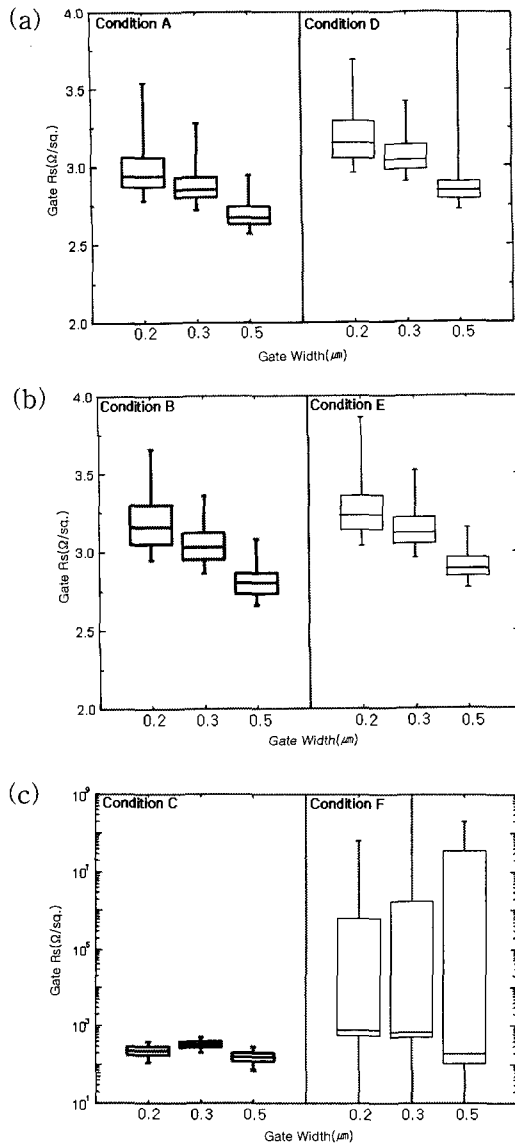 (a)
Condition A
Condition D
4.0
3.5
3.0
2.5
2.0
Gate Rs(Ω/sq.)
0.2 0.3 0.5 0.2 0.3 0.5
Gate Width(㎛)
(b)
Condition B
Condition E
4.0
3.5
3.0
2.5
2.0
Gate Rs(Ω/sq.)
0.2 0.3 0.5 0.2 0.3 0.5
Gate Width(㎛)
(c)
Condition C
Condition F
10⁹
10⁷
10⁵
10³
10¹
Gate Rs(Ω/sq.)
0.2 0.3 0.5 0.2 0.3 0.5
Gate Width(㎛)